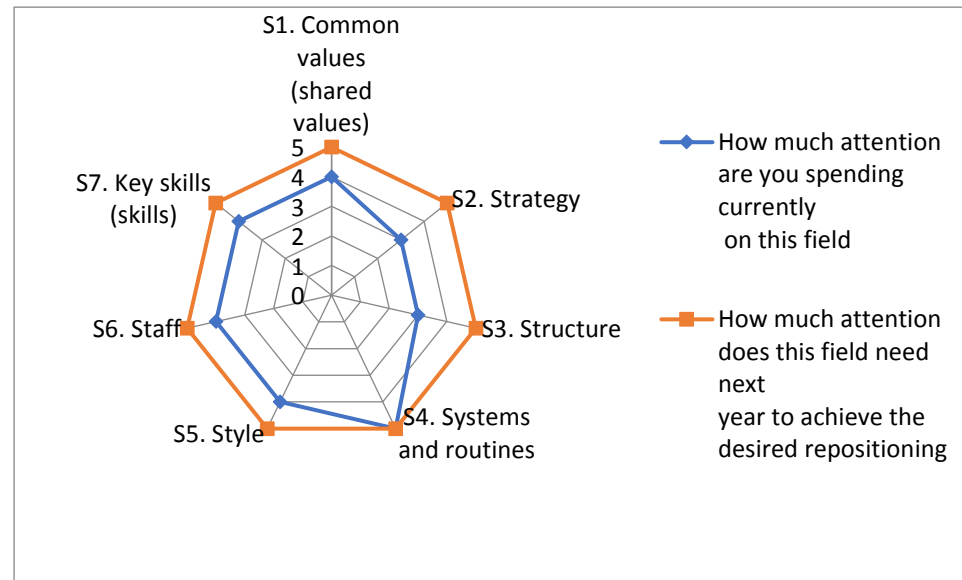 S1. Common
values
(shared
values)
5
4
3
2
1
0
S2. Strategy
S3. Structure
S4. Systems
and routines
S5. Style
S6. Staff
S7. Key skills
(skills)
How much attention
are you spending
currently
on this field
How much attention
does this field need
next
year to achieve the
desired repositioning